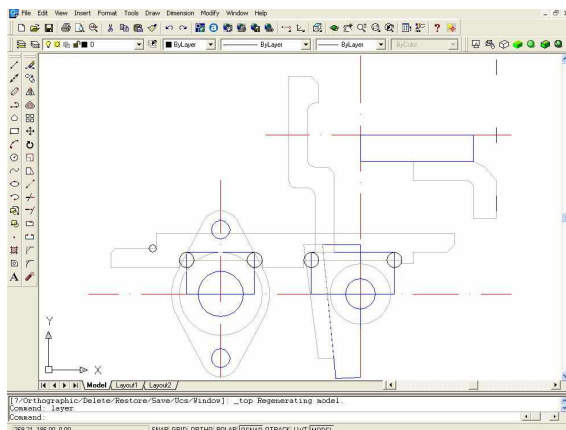 File Edit View Insert Format Tools Draw Dimension Modify Window Help
0 ByLayer ByLayer ByLayer ByColor
Y
X
Model Layout1 Layout2
[?/Orthographic/Delete/Restore/Save/Ucs/Window]: _top Regenerating model.
Command: layer
Command:
SNAP GRID ORTHO POLAR OSNAP OTRACK LWT MODEL